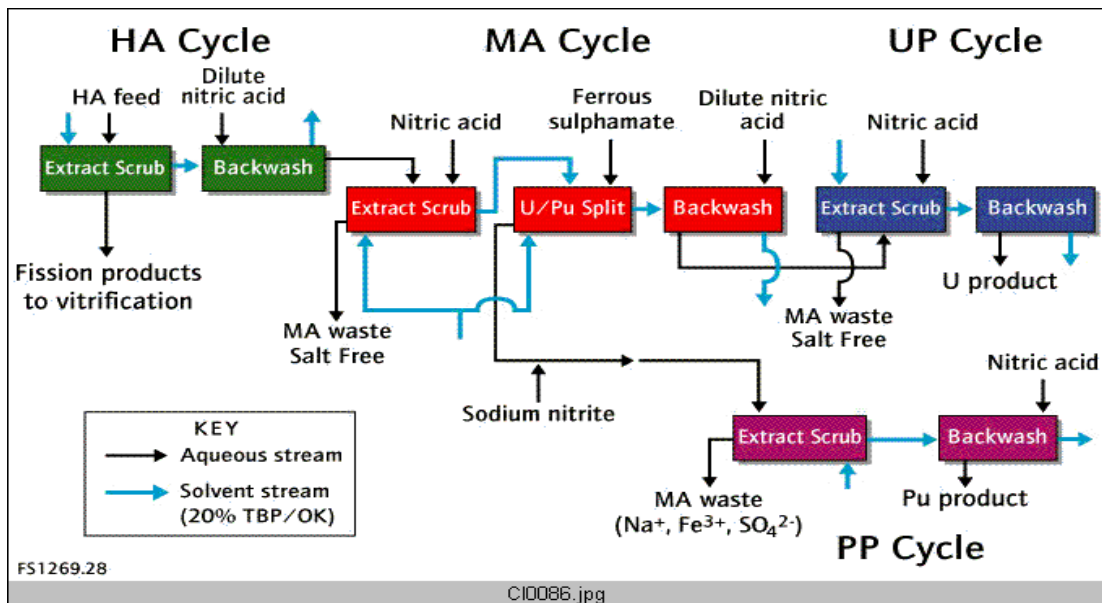 HA Cycle
MA Cycle
UP Cycle
HA feed
Dilute
nitric acid
Nitric acid
Ferrous
sulphamate
Dilute nitric
acid
Nitric acid
Extract Scrub
Backwash
Extract Scrub
U/Pu Split
Backwash
Extract Scrub
Backwash
Fission products
to vitrification
MA waste
Salt Free
U product
MA waste
Salt Free
Sodium nitrite
Nitric acid
Extract Scrub
Backwash
MA waste
(Na⁺, Fe³⁺, SO₄²⁻)
Pu product
PP Cycle
KEY
Aqueous stream
Solvent stream
(20% TBP/OK)
FS1269.28
CI0086.jpg